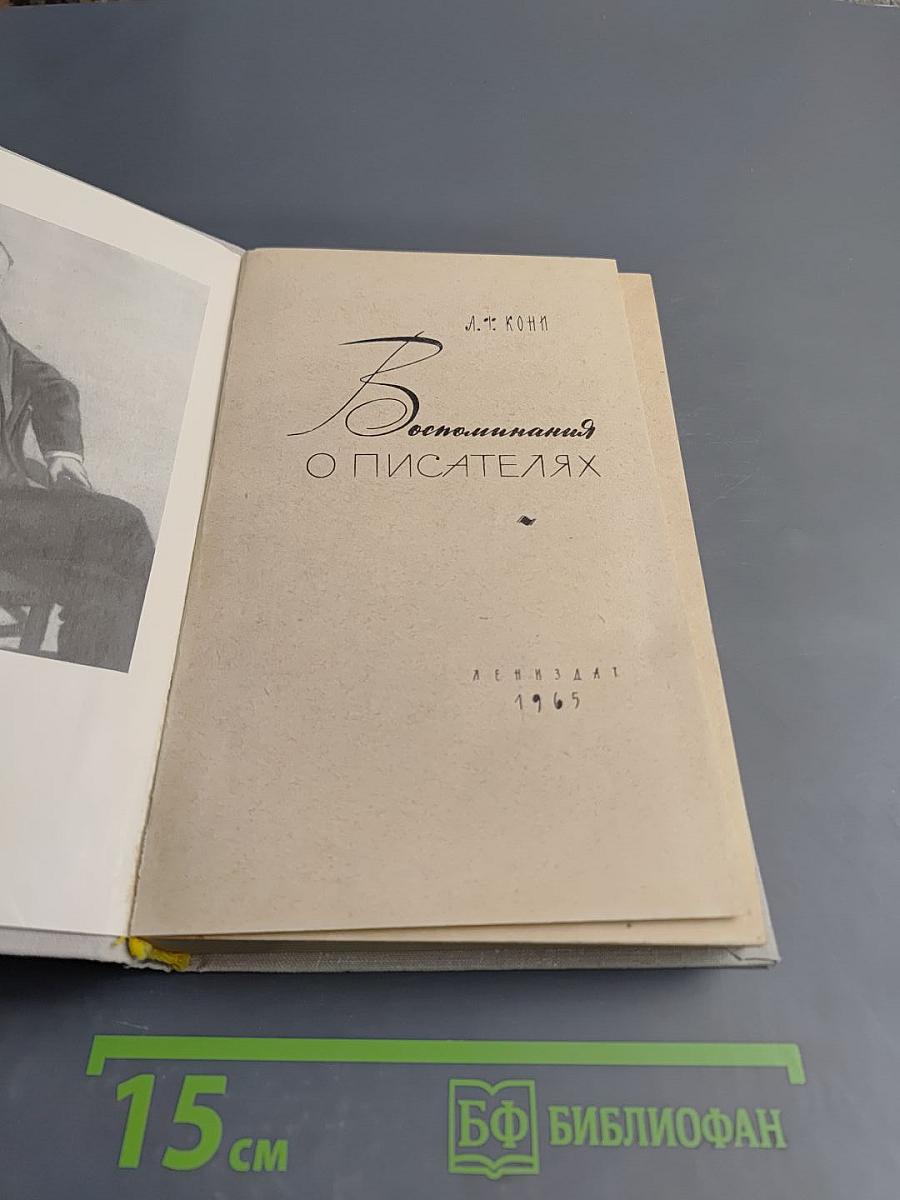 А.Ф. КОНИ
Воспоминания
О ПИСАТЕЛЯХ
ЛЕНИЗДАТ
1965
15 см
БФ БИБЛИОФАН